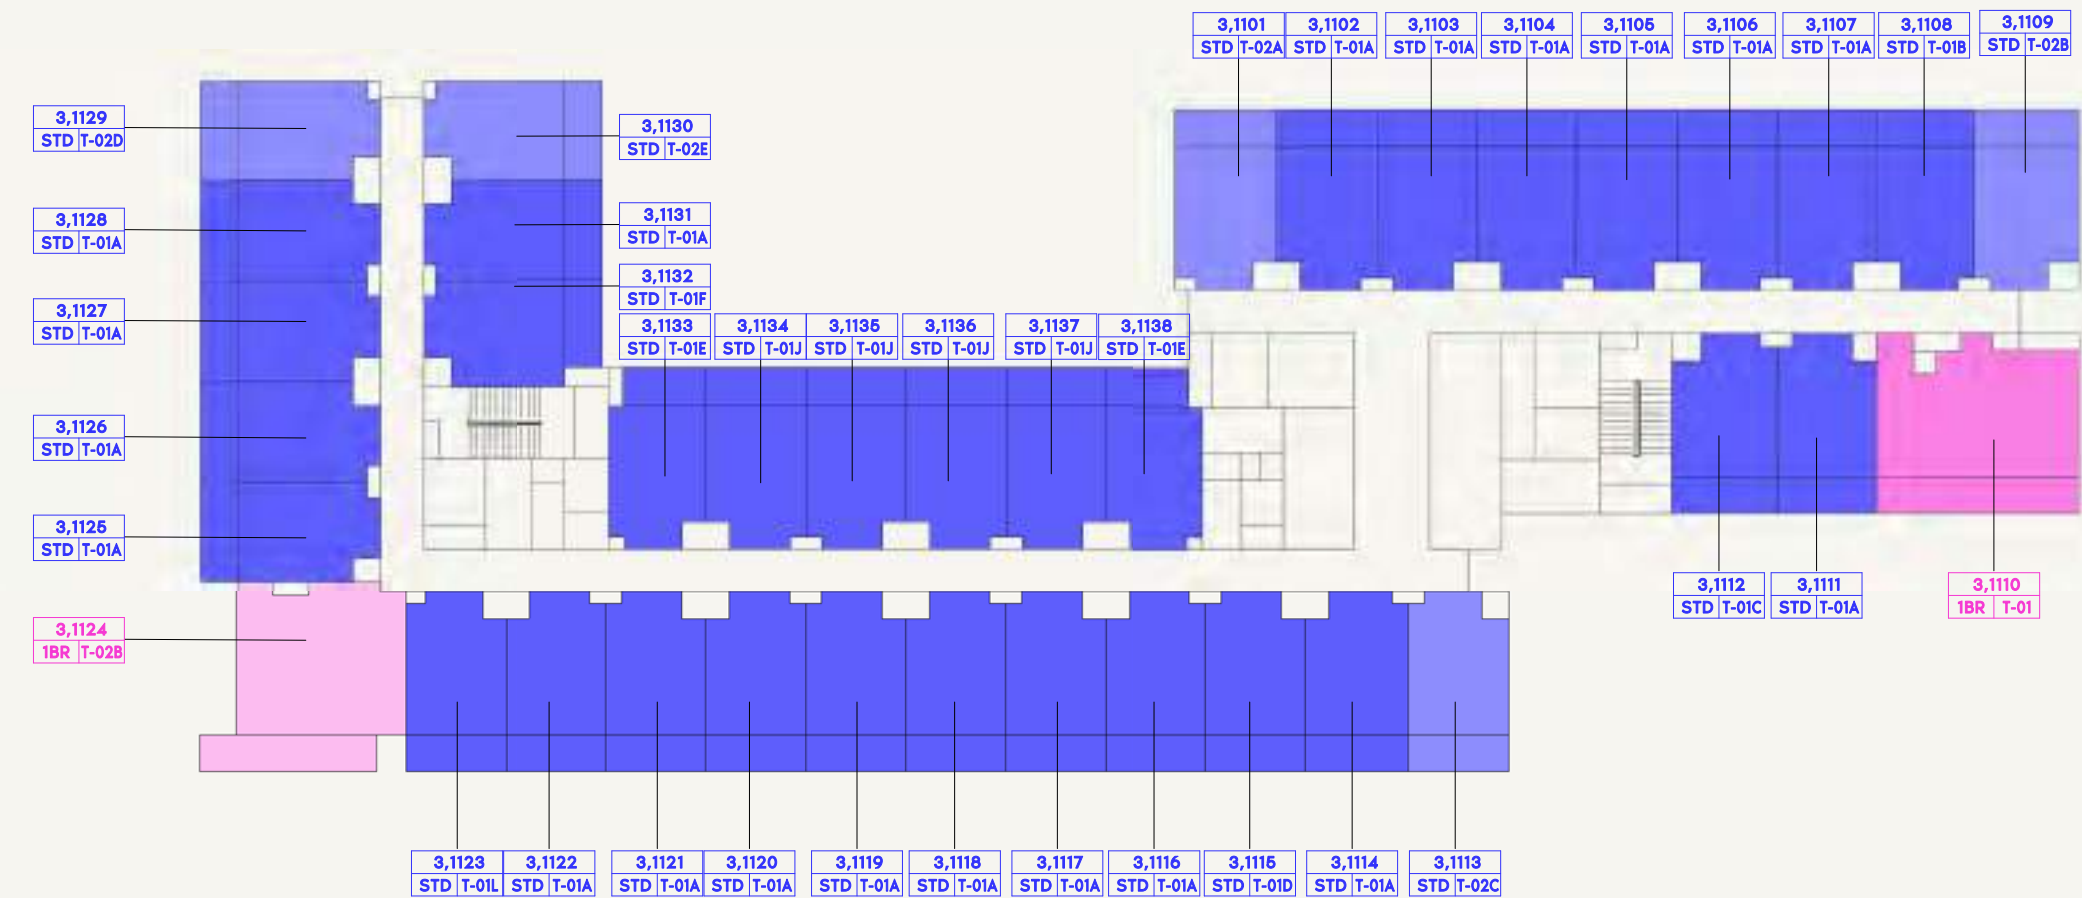 3,1101
STD T-02A
3,1102
STD T-01A
3,1103
STD T-01A
3,1104
STD T-01A
3,1105
STD T-01A
3,1106
STD T-01A
3,1107
STD T-01A
3,1108
STD T-01B
3,1109
STD T-02B
3,1129
STD T-02D
3,1130
STD T-02E
3,1128
STD T-01A
3,1131
STD T-01A
3,1132
STD T-01F
3,1127
STD T-01A
3,1133
STD T-01E
3,1134
STD T-01J
3,1135
STD T-01J
3,1136
STD T-01J
3,1137
STD T-01J
3,1138
STD T-01E
3,1126
STD T-01A
3,1125
STD T-01A
3,1112
STD T-01C
3,1111
STD T-01A
3,1110
1BR T-01
3,1124
1BR T-02B
3,1123
STD T-01L
3,1122
STD T-01A
3,1121
STD T-01A
3,1120
STD T-01A
3,1119
STD T-01A
3,1118
STD T-01A
3,1117
STD T-01A
3,1116
STD T-01A
3,1115
STD T-01D
3,1114
STD T-01A
3,1113
STD T-02C